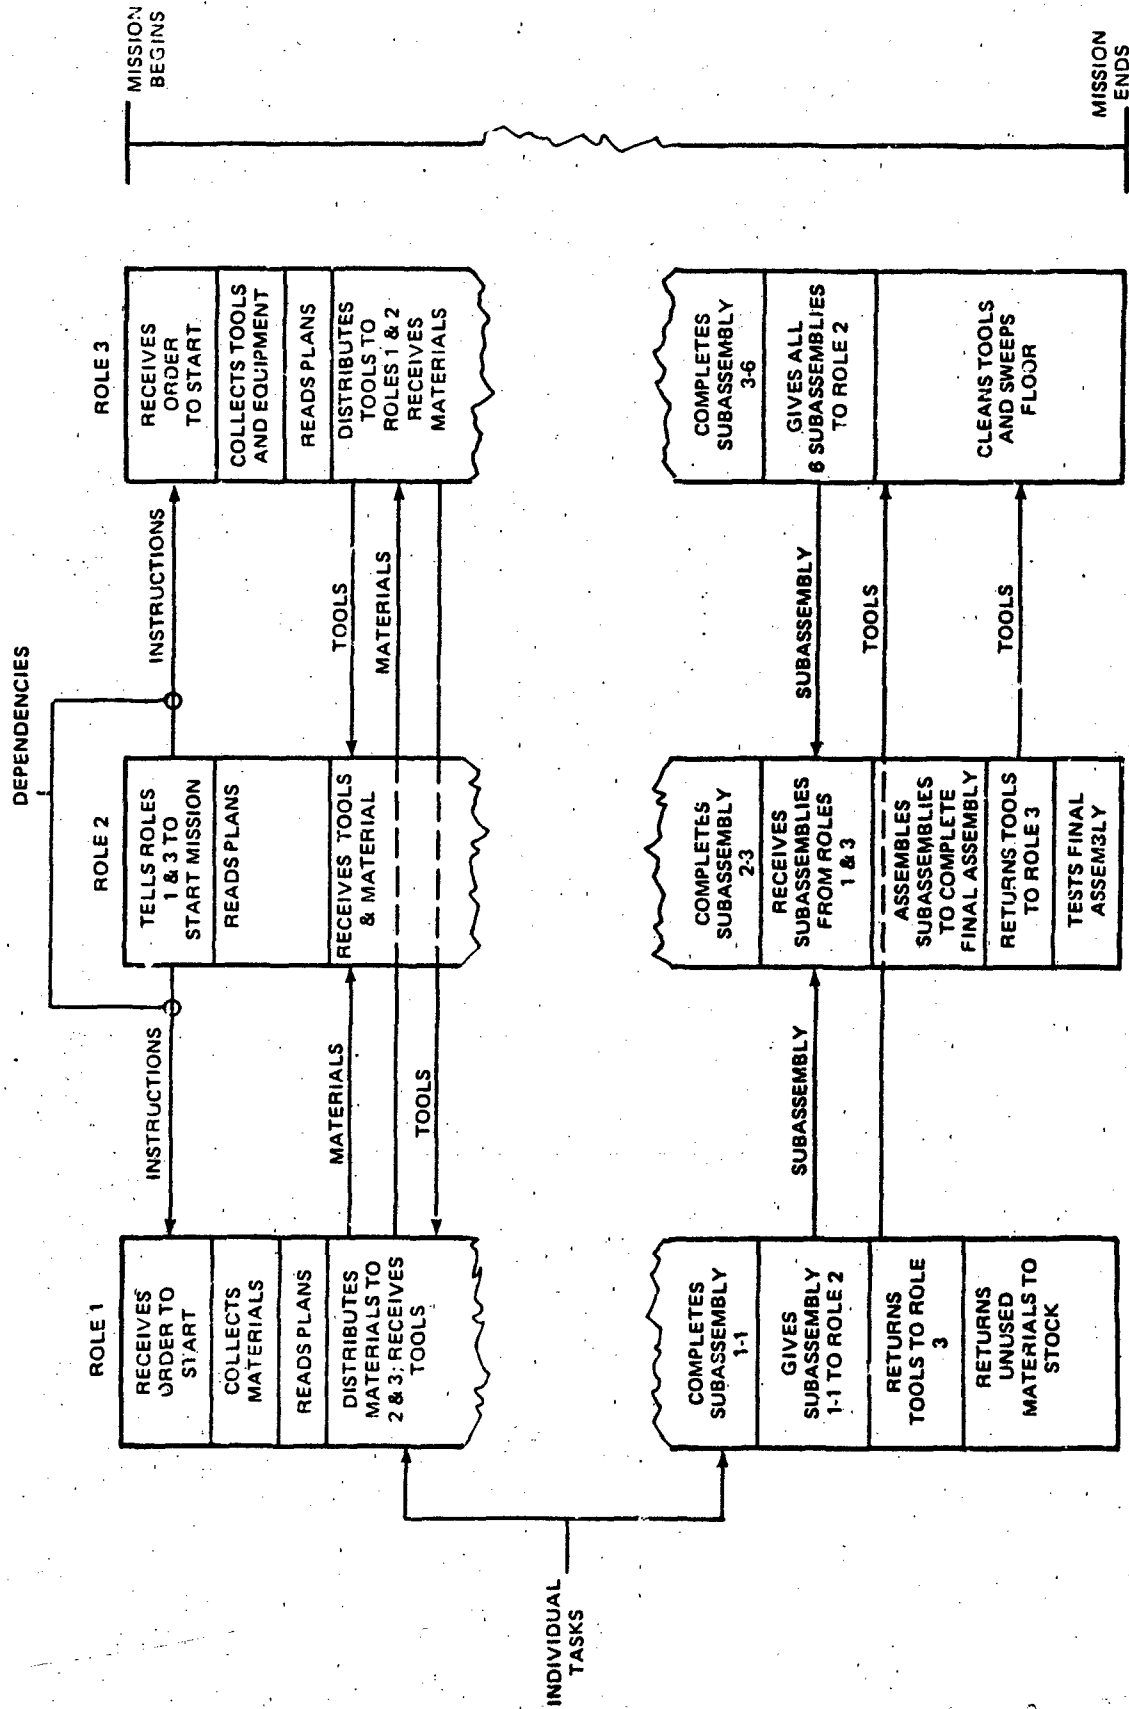 DEPENDENCIES
ROLE 1
ROLE 2
ROLE 3
MISSION
BEGINS
RECEIVES
ORDER TO
START
COLLECTS
MATERIALS
READS PLANS
DISTRIBUTES
MATERIALS TO
2 & 3; RECEIVES
TOOLS
INSTRUCTIONS
MATERIALS
TOOLS
TELLS ROLES
1 & 3 TO
START MISSION
READS PLANS
RECEIVES TOOLS
& MATERIAL
INSTRUCTIONS
TOOLS
MATERIALS
RECEIVES
ORDER
TO START
COLLECTS TOOLS
AND EQUIPMENT
READS PLANS
DISTRIBUTES
TOOLS TO
ROLES 1 & 2
RECEIVES
MATERIALS
INDIVIDUAL
TASKS
COMPLETES
SUBASSEMBLY
1-1
GIVES
SUBASSEMBLY
1-1 TO ROLE 2
RETURNS
TOOLS TO ROLE
3
RETURNS
UNUSED
MATERIALS TO
STOCK
SUBASSEMBLY
COMPLETES
SUBASSEMBLY
2-3
RECEIVES
SUBASSEMBLIES
FROM ROLES
1 & 3
ASSEMBLES
SUBASSEMBLIES
TO COMPLETE
FINAL ASSEMBLY
RETURNS TOOLS
TO ROLE 3
TESTS FINAL
ASSEMBLY
SUBASSEMBLY
TOOLS
TOOLS
COMPLETES
SUBASSEMBLY
3-6
GIVES ALL
6 SUBASSEMBLIES
TO ROLE 2
CLEANS TOOLS
AND SWEEPS
FLOOR
MISSION
ENDS